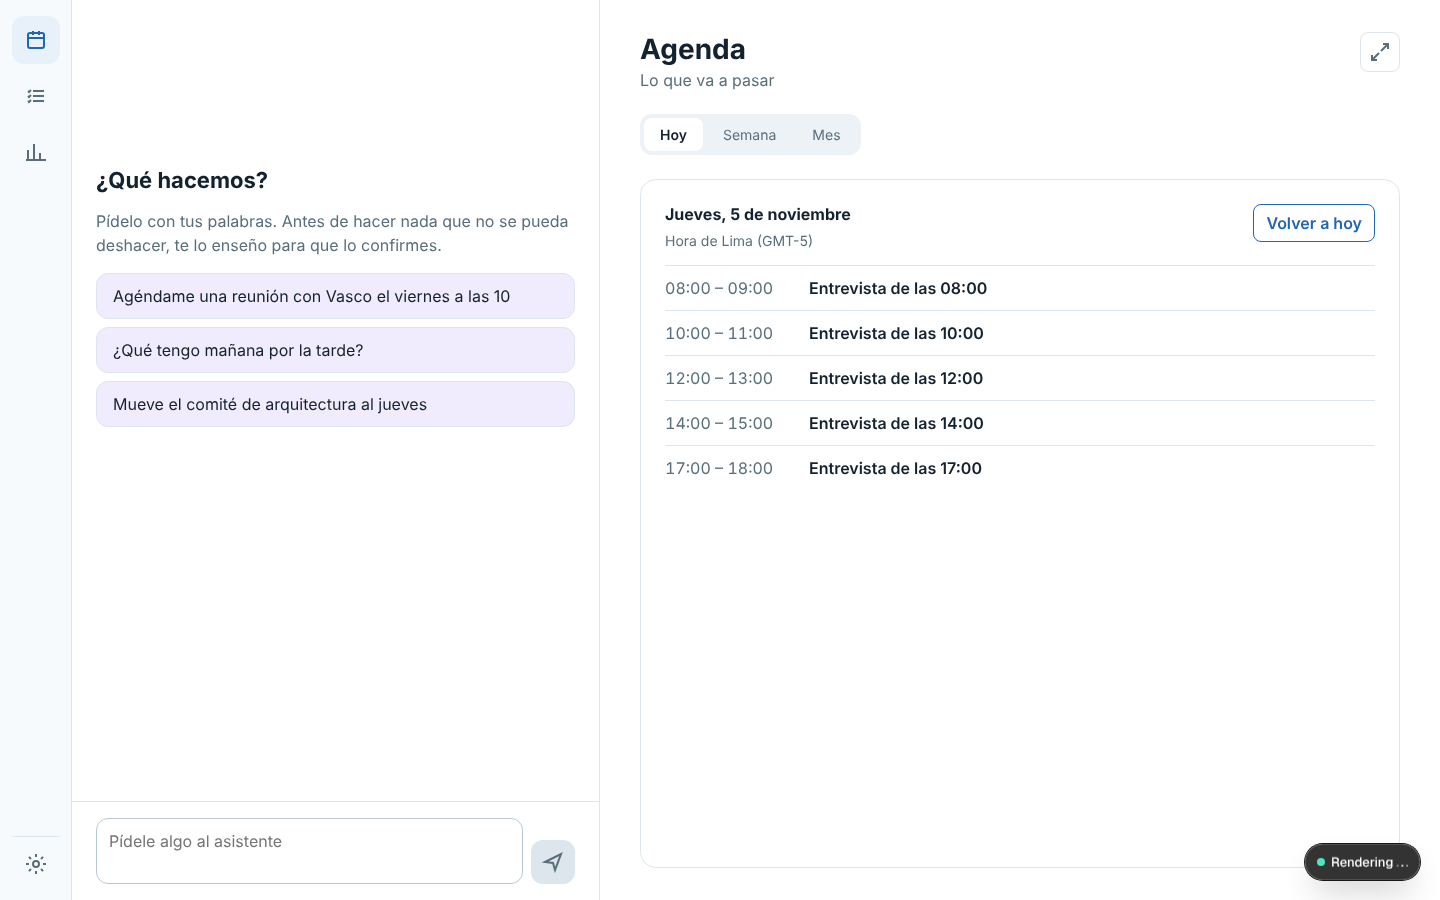 ¿Qué hacemos?
Pídelo con tus palabras. Antes de hacer nada que no se pueda
deshacer, te lo enseño para que lo confirmes.
Agéndame una reunión con Vasco el viernes a las 10
¿Qué tengo mañana por la tarde?
Mueve el comité de arquitectura al jueves
Pídele algo al asistente
Agenda
Lo que va a pasar
Hoy Semana Mes
Jueves, 5 de noviembre
Hora de Lima (GMT-5)
Volver a hoy
08:00 – 09:00 Entrevista de las 08:00
10:00 – 11:00 Entrevista de las 10:00
12:00 – 13:00 Entrevista de las 12:00
14:00 – 15:00 Entrevista de las 14:00
17:00 – 18:00 Entrevista de las 17:00
Rendering ...